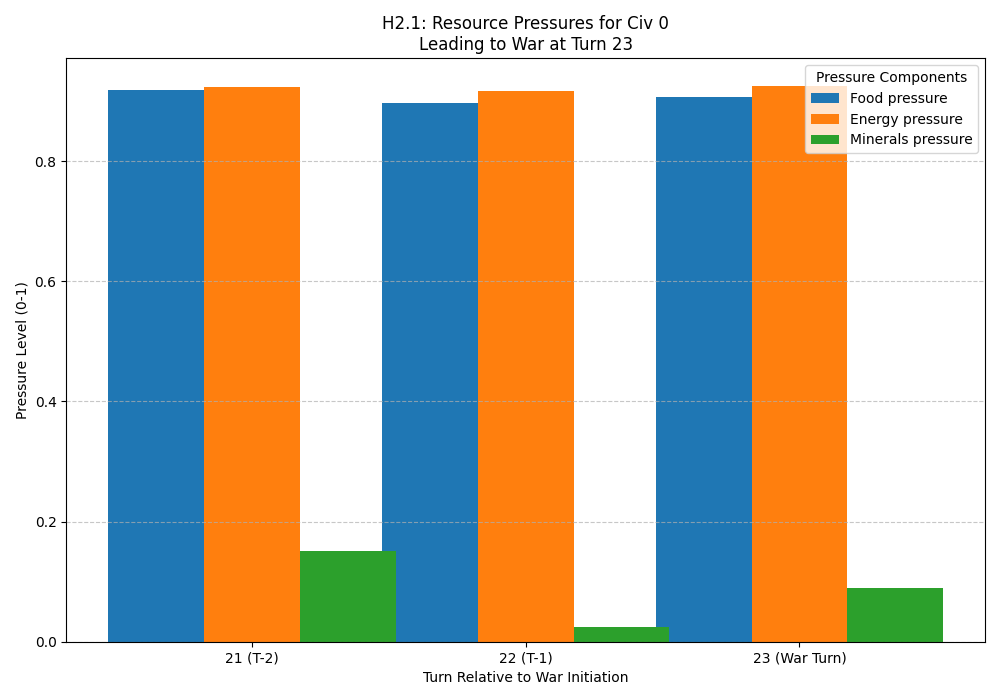 H2.1: Resource Pressures for Civ 0
Leading to War at Turn 23
Pressure Components
Food pressure
Energy pressure
Minerals pressure
Pressure Level (0-1)
0.8
0.6
0.4
0.2
0.0
21 (T-2)
22 (T-1)
23 (War Turn)
Turn Relative to War Initiation